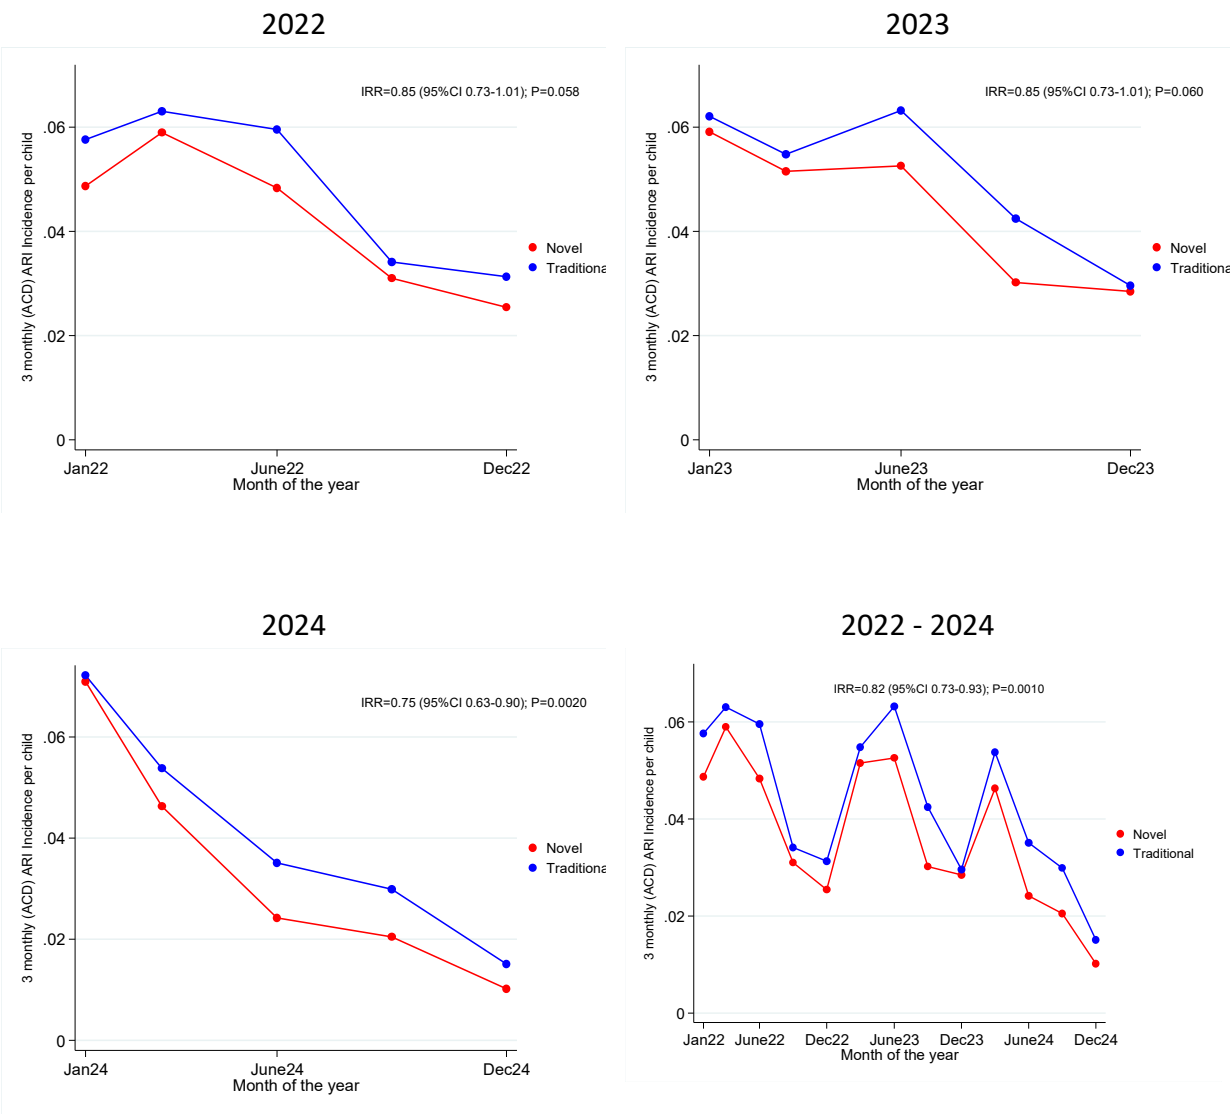 2022
IRR=0.85 (95%CI 0.73-1.01); P=0.058
3 monthly (ACD) ARI Incidence per child
.06
.04
.02
0
Novel
Traditiona
Jan22 June22 Dec22
Month of the year
2023
IRR=0.85 (95%CI 0.73-1.01); P=0.060
3 monthly (ACD) ARI Incidence per child
.06
.04
.02
0
Novel
Traditiona
Jan23 June23 Dec23
Month of the year
2024
IRR=0.75 (95%CI 0.63-0.90); P=0.0020
3 monthly (ACD) ARI Incidence per child
.06
.04
.02
0
Novel
Traditiona
Jan24 June24 Dec24
Month of the year
2022 - 2024
IRR=0.82 (95%CI 0.73-0.93); P=0.0010
3 monthly (ACD) ARI Incidence per child
.06
.04
.02
0
Novel
Traditional
Jan22 June22 Dec22 June23 Dec23 June24 Dec24
Month of the year